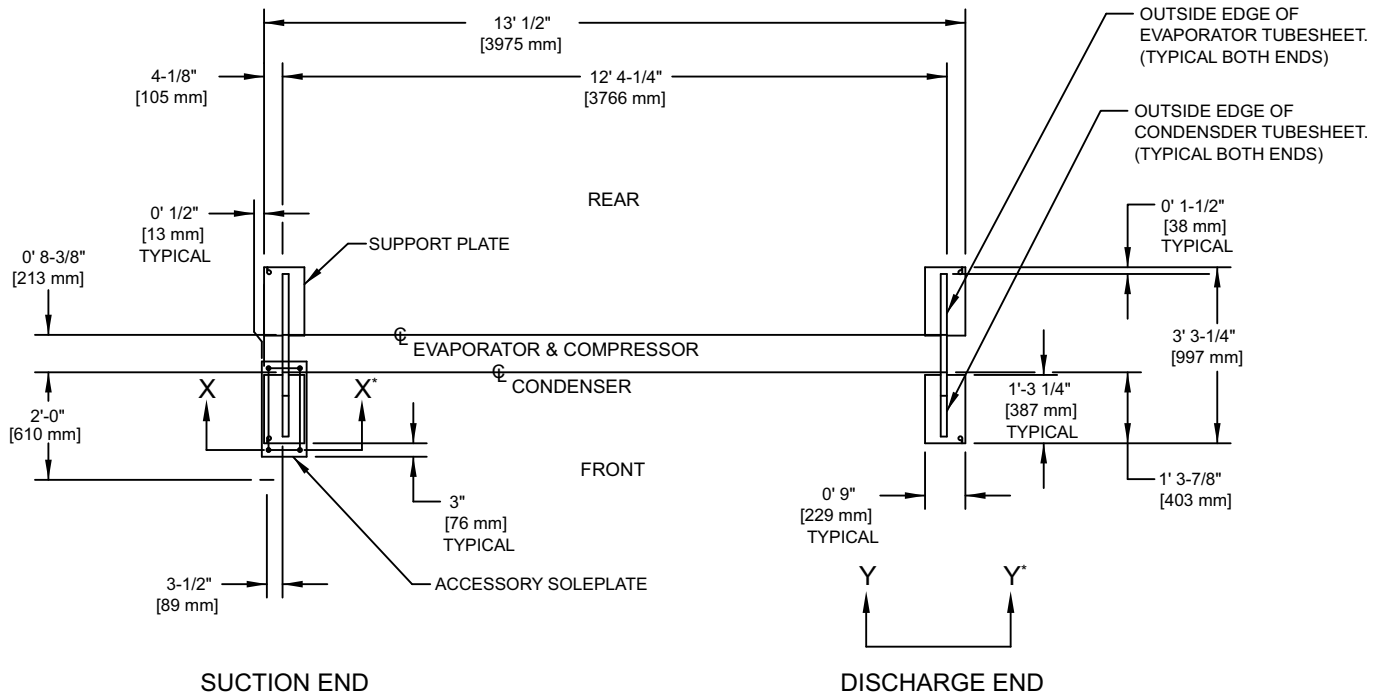 13' 1/2"
[3975 mm]
OUTSIDE EDGE OF
EVAPORATOR TUBESHEET.
(TYPICAL BOTH ENDS)
4-1/8"
[105 mm]
12' 4-1/4"
[3766 mm]
OUTSIDE EDGE OF
CONDENSDER TUBESHEET.
(TYPICAL BOTH ENDS)
REAR
0' 1/2"
[13 mm]
TYPICAL
0' 1-1/2"
[38 mm]
TYPICAL
SUPPORT PLATE
0' 8-3/8"
[213 mm]
℄ EVAPORATOR & COMPRESSOR
3' 3-1/4"
[997 mm]
℄ CONDENSER
X X*
1'-3 1/4"
[387 mm]
TYPICAL
2'-0"
[610 mm]
FRONT
1' 3-7/8"
[403 mm]
0' 9"
[229 mm]
TYPICAL
3"
[76 mm]
TYPICAL
3-1/2"
[89 mm]
ACCESSORY SOLEPLATE
Y Y*
SUCTION END
DISCHARGE END